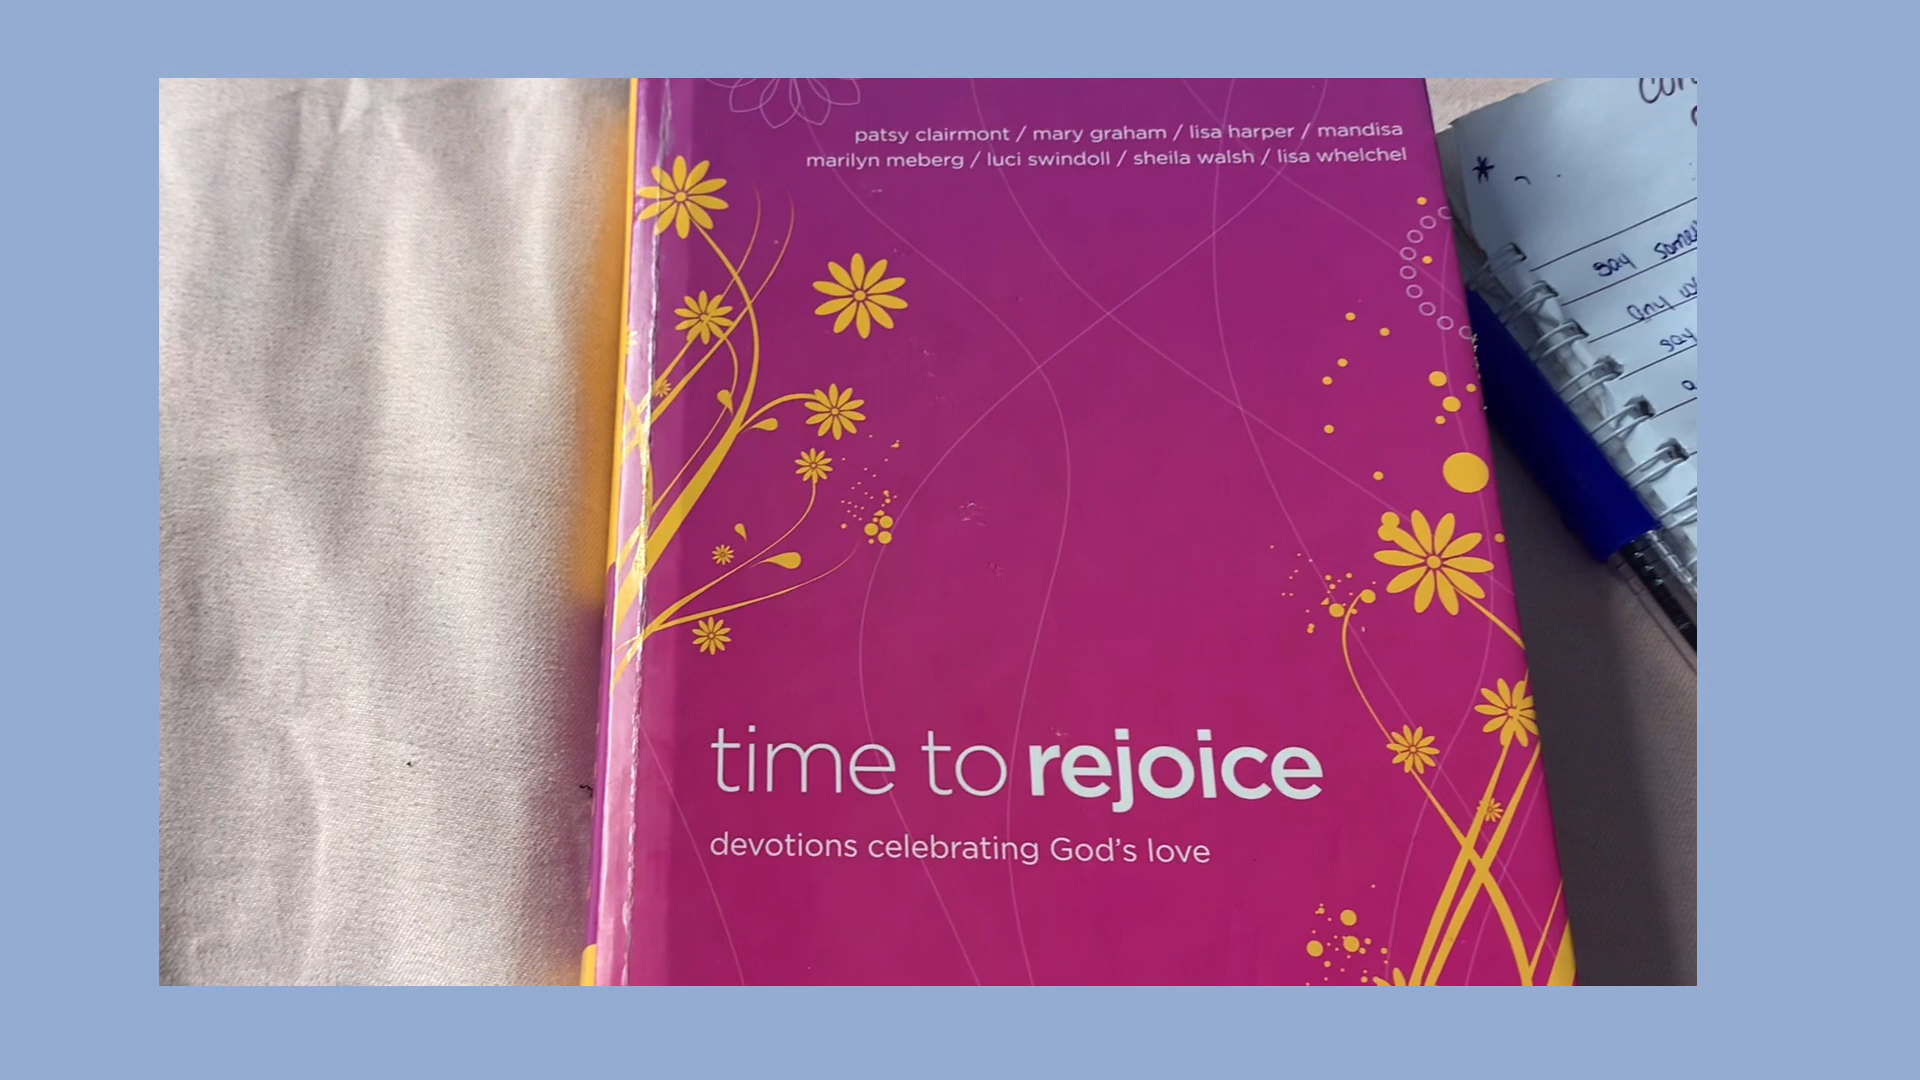 patsy clairmont / mary graham / lisa harper / mandisa
marilyn meberg / luci swindoll / sheila walsh / lisa whelchel
time to rejoice
devotions celebrating God's love
say
any
say